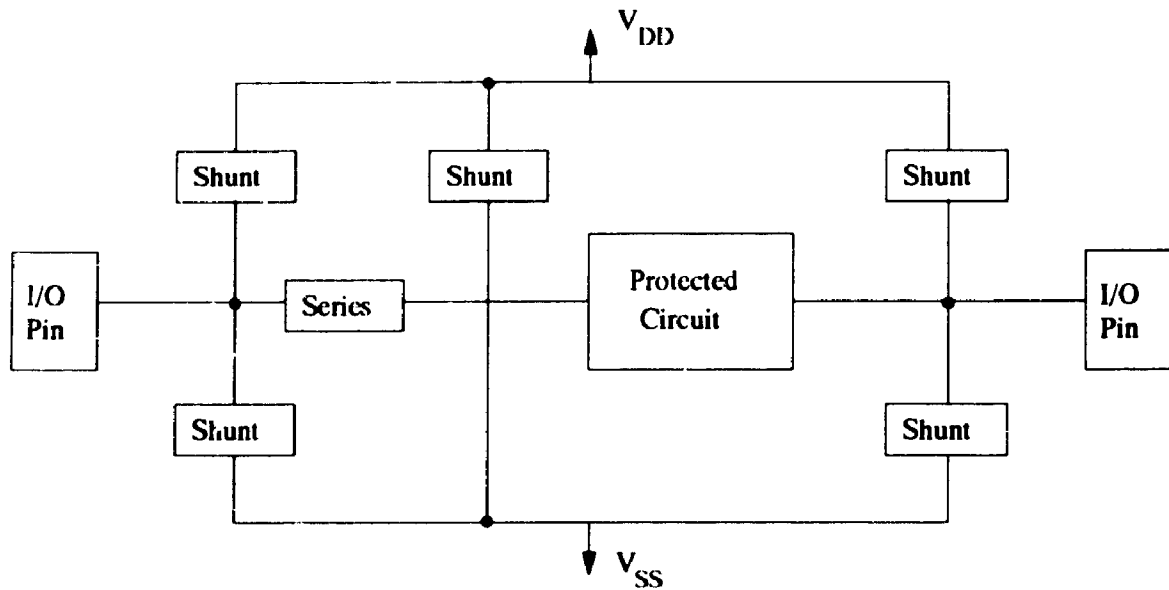 V_DD
Shunt
Shunt
Shunt
I/O
Pin
Series
Protected
Circuit
I/O
Pin
Shunt
Shunt
V_SS